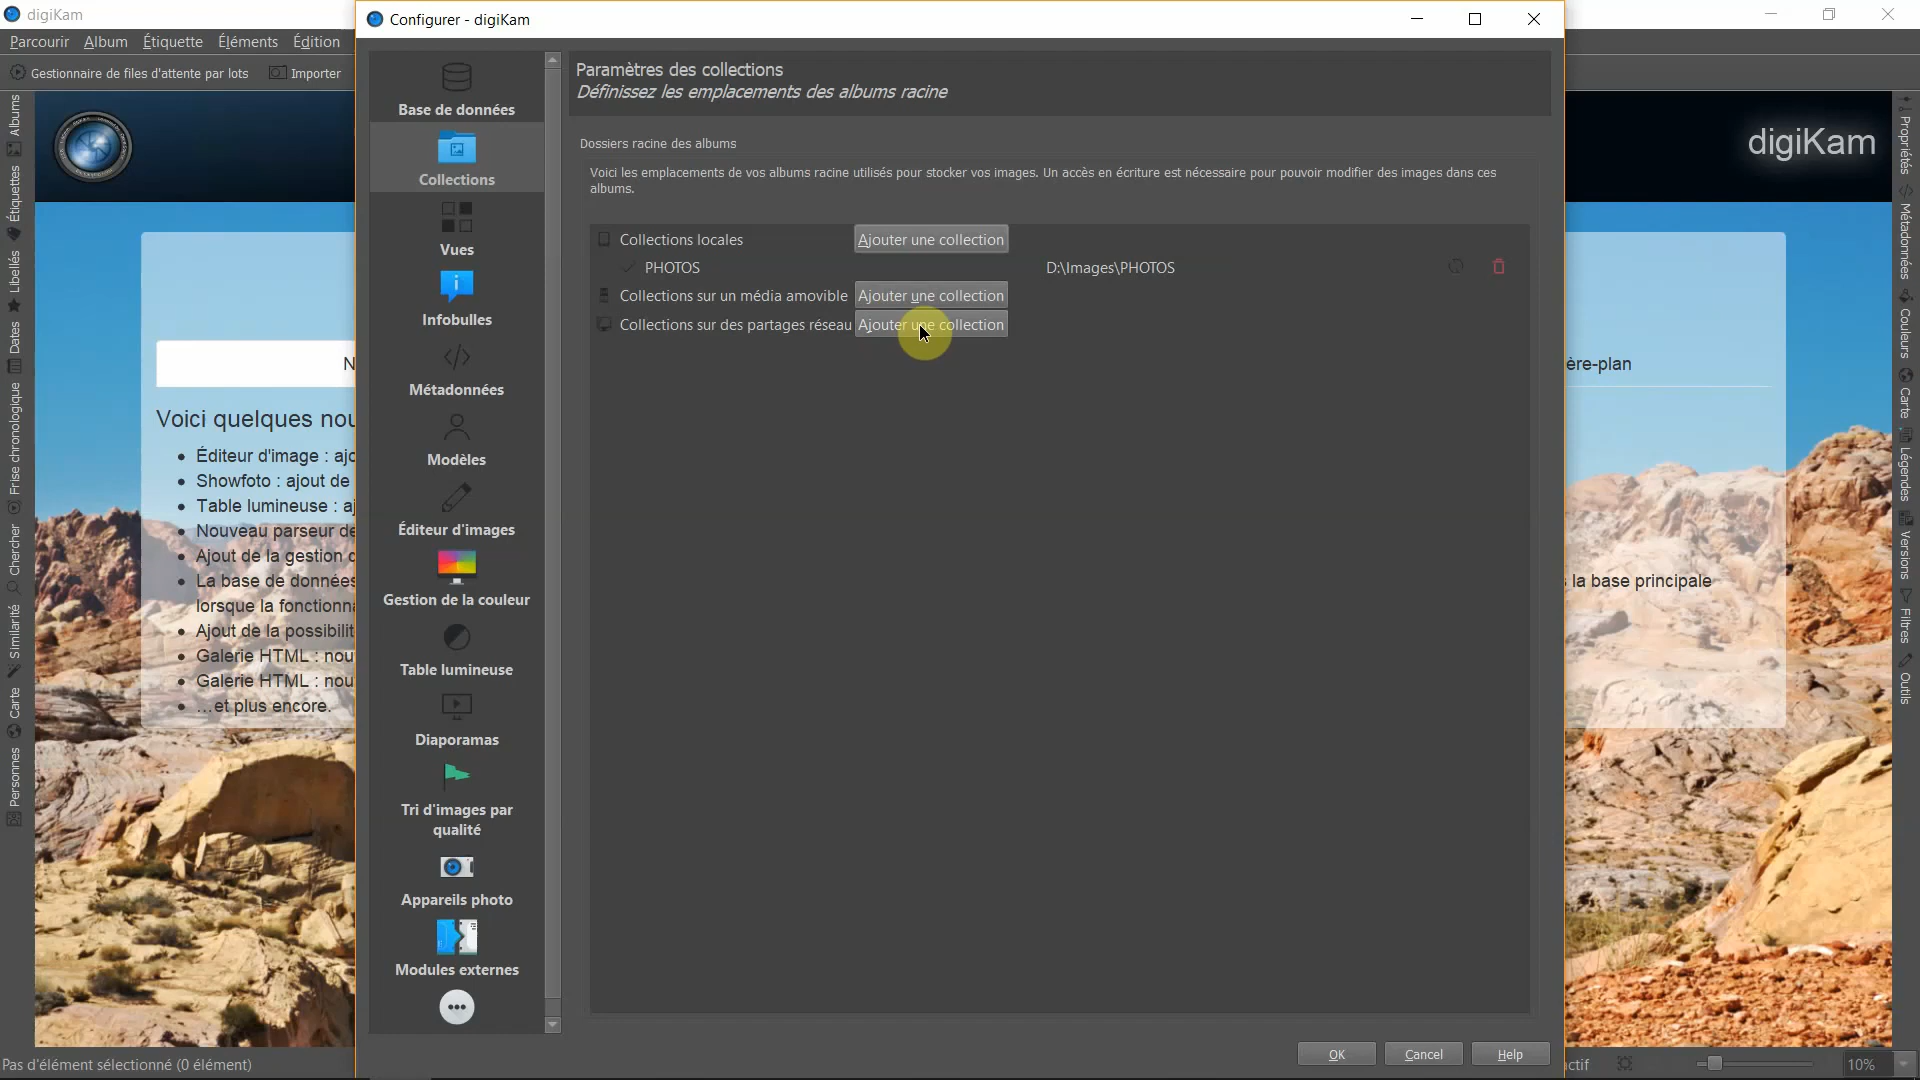 digiKam
Configurer - digiKam
Parcourir Album Étiquette Éléments Édition
Gestionnaire de files d'attente par lots Importer
Albums
Étiquettes
Libellés
Dates
Frise chronologique
Chercher
Similarité
Carte
Personnes
Voici quelques nou
Éditeur d'image : ajo
Showfoto : ajout de
Table lumineuse : aj
Nouveau parseur de
Ajout de la gestion d
La base de données
lorsque la fonctionna
Ajout de la possibilit
Galerie HTML : nou
Galerie HTML : nou
...et plus encore.
Pas d'élément sélectionné (0 élément)
Base de données
Collections
Vues
Infobulles
Métadonnées
Modèles
Éditeur d'images
Gestion de la couleur
Table lumineuse
Diaporamas
Tri d'images par
qualité
Appareils photo
Modules externes
Paramètres des collections
Définissez les emplacements des albums racine
Dossiers racine des albums
Voici les emplacements de vos albums racine utilisés pour stocker vos images. Un accès en écriture est nécessaire pour pouvoir modifier des images dans ces
albums.
Collections locales Ajouter une collection
PHOTOS D:\Images\PHOTOS
Collections sur un média amovible Ajouter une collection
Collections sur des partages réseau Ajouter une collection
OK Cancel Help
digiKam
ère-plan
la base principale
Propriétés
Métadonnées
Couleurs
Carte
Légendes
Versions
Filtres
Outils
ctif
10%